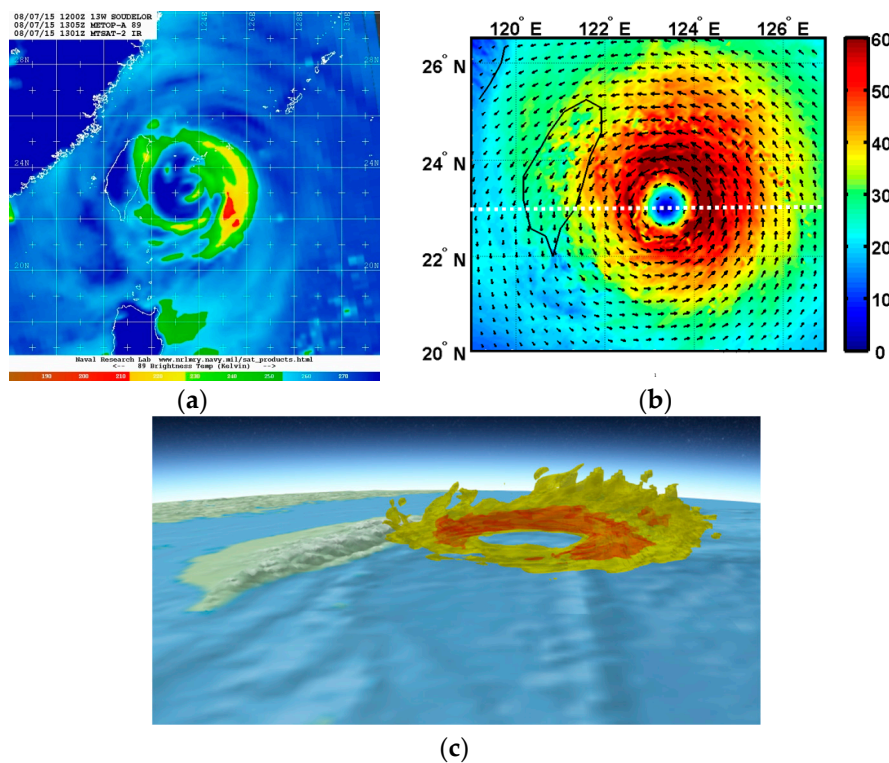 08/07/15 1200Z 13W SOUDELOR
08/07/15 1305Z METOP-A 89
08/07/15 1301Z MTSAT-2 IR
126E
128E
130E
28N
24N
24N
20N
20N
Naval Research Lab www.nrlmry.navy.mil/sat_products.html
<-- 89 Brightness Temp (Kelvin) -->
190 200 210 220 230 240 250 260 270
(a)
120° E 122° E 124° E 126° E
26° N
24° N
22° N
20° N
60
50
40
30
20
10
0
(b)
(c)